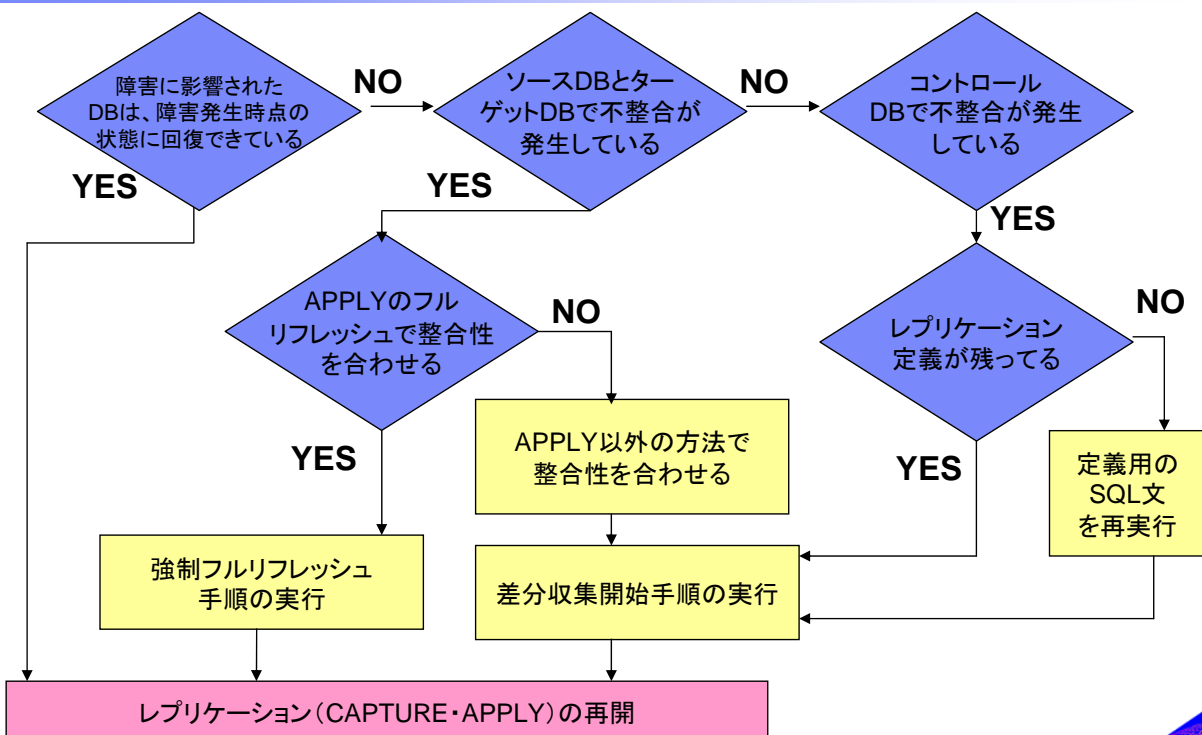 障害に影響された
DBは、障害発生時点の
状態に回復できている
NO
ソースDBとター
ゲットDBで不整合が
発生している
NO
コントロール
DBで不整合が発生
している
YES
YES
YES
APPLYのフル
リフレッシュで整合性
を合わせる
NO
レプリケーション
定義が残ってる
NO
YES
APPLY以外の方法で
整合性を合わせる
YES
定義用の
SQL文
を再実行
強制フルリフレッシュ
手順の実行
差分収集開始手順の実行
レプリケーション(CAPTURE・APPLY)の再開